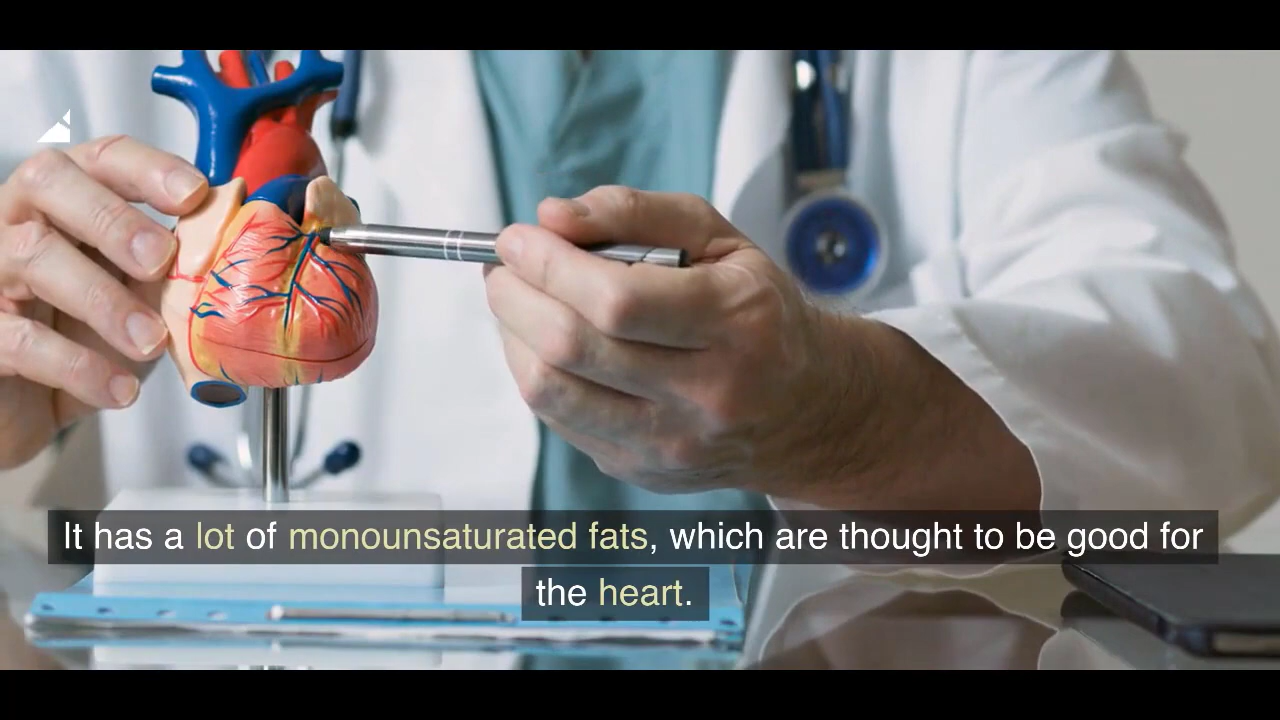 It has a lot of monounsaturated fats, which are thought to be good for
the heart.